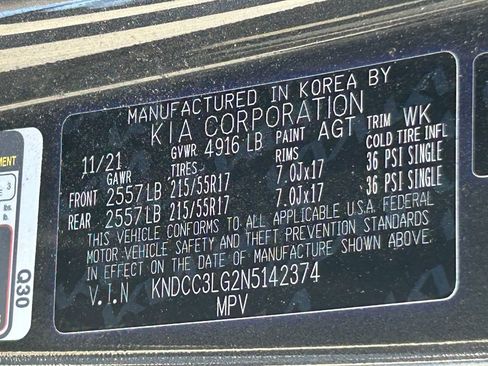 MANUFACTURED IN KOREA BY
KIA CORPORATION
11/21 GVWR 4916 LB PAINT AGT TRIM WK
GAWR TIRES RIMS COLD TIRE INFL
FRONT 2557LB 215/55R17 7.0Jx17 36 PSI SINGLE
REAR 2557LB 215/55R17 7.0Jx17 36 PSI SINGLE
THIS VEHICLE CONFORMS TO ALL APPLICABLE U.S.A. FEDERAL
MOTOR VEHICLE SAFETY AND THEFT PREVENTION STANDARDS
IN EFFECT ON THE DATE OF MANUFACTURE SHOWN ABOVE.
V.I.N KNDCC3LG2N5142374
MPV
Q30